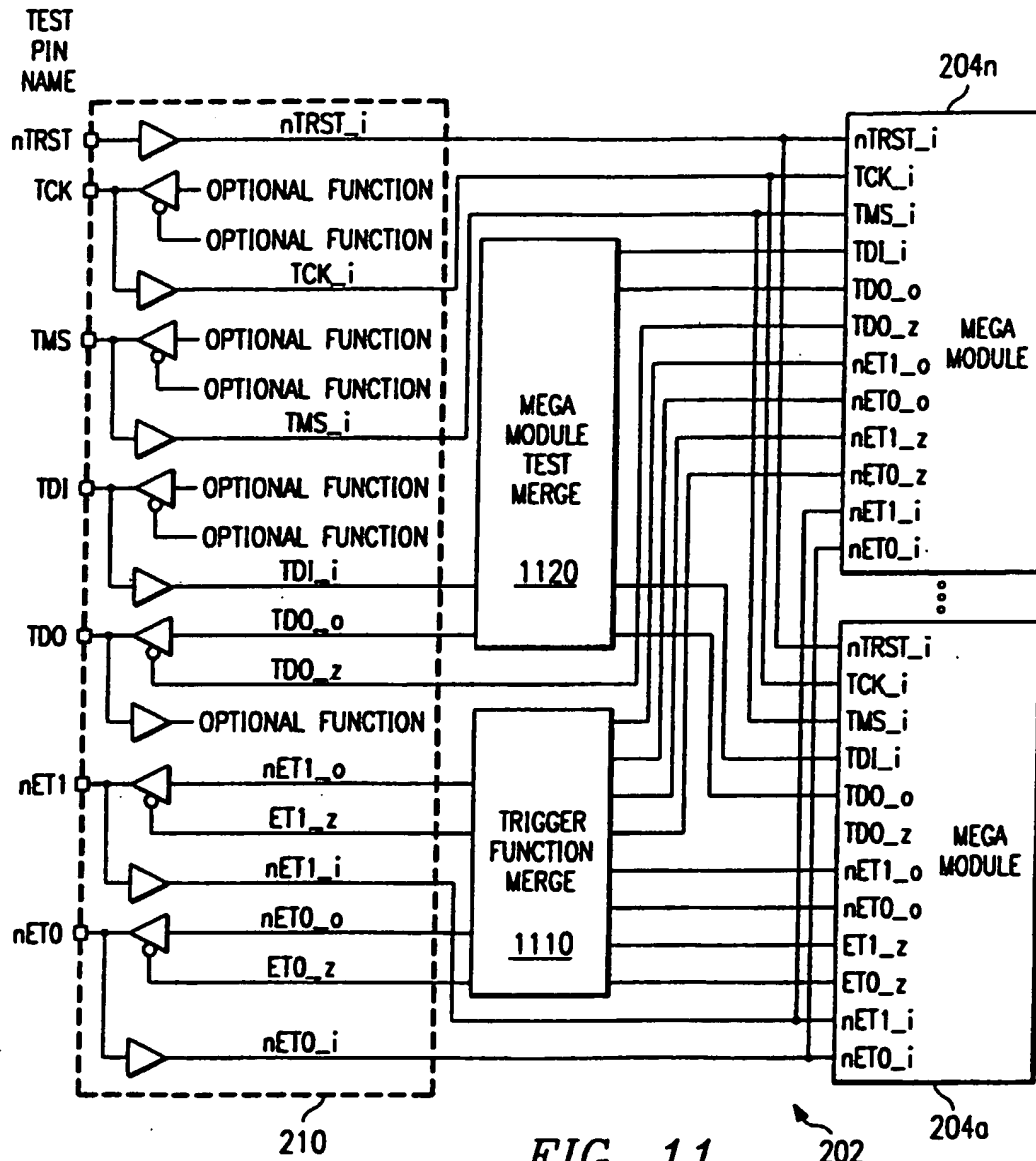 TEST
PIN
NAME
nTRST
nTRST_i
TCK
OPTIONAL FUNCTION
OPTIONAL FUNCTION
TCK_i
TMS
OPTIONAL FUNCTION
OPTIONAL FUNCTION
TMS_i
TDI
OPTIONAL FUNCTION
OPTIONAL FUNCTION
TDI_i
TDO
TDO_o
TDO_z
OPTIONAL FUNCTION
nET1
nET1_o
ET1_z
nET1_i
nET0
nET0_o
ET0_z
nET0_i
210
MEGA
MODULE
TEST
MERGE
1120
TRIGGER
FUNCTION
MERGE
1110
204n
nTRST_i
TCK_i
TMS_i
TDI_i
TDO_o
TDO_z
nET1_o
nET0_o
nET1_z
nET0_z
nET1_i
nET0_i
MEGA
MODULE
nTRST_i
TCK_i
TMS_i
TDI_i
TDO_o
TDO_z
nET1_o
nET0_o
ET1_z
ET0_z
nET1_i
nET0_i
MEGA
MODULE
204a
202
FIG. 11